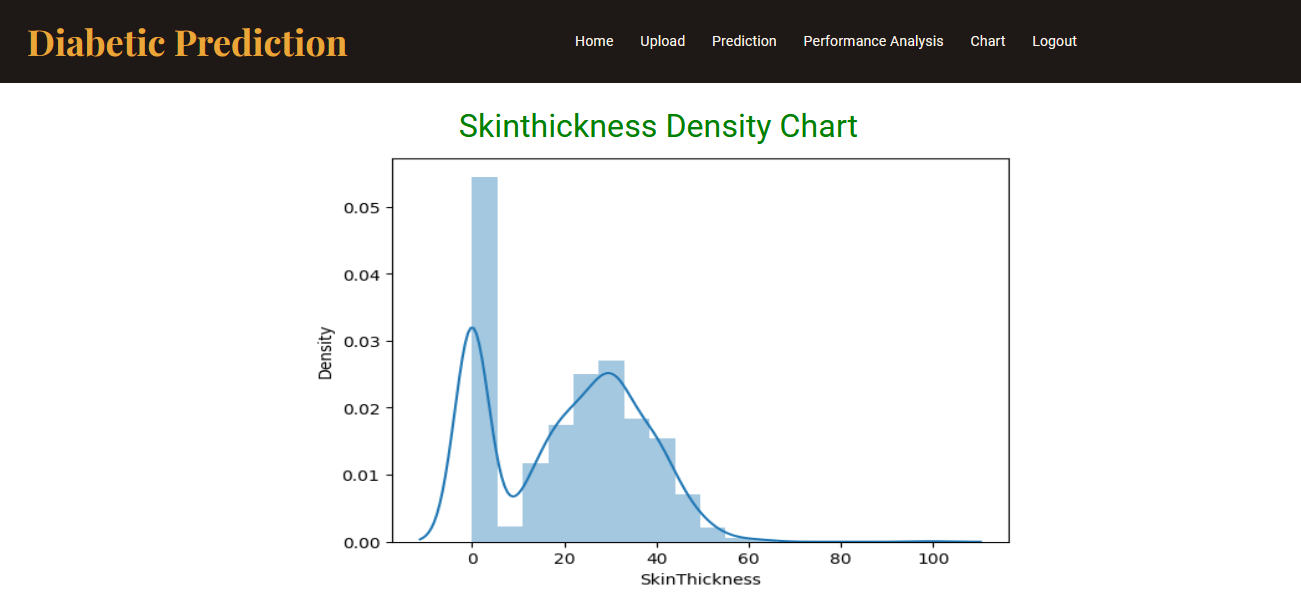 Diabetic Prediction
Home Upload Prediction Performance Analysis Chart Logout
Skinthickness Density Chart
0.05
0.04
0.03
0.02
0.01
0.00
Density
0 20 40 60 80 100
SkinThickness